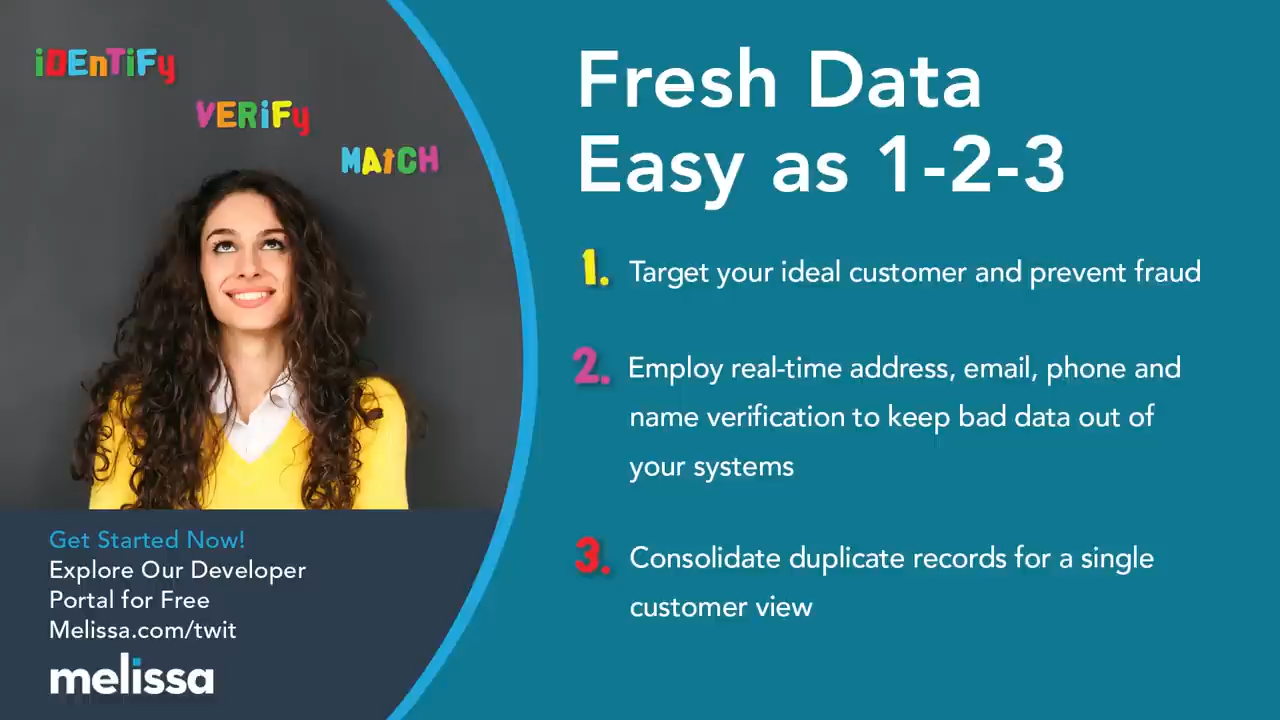 iDEnTiFy
VERiFy
MAtCH
Fresh Data
Easy as 1-2-3
1. Target your ideal customer and prevent fraud
2. Employ real-time address, email, phone and
name verification to keep bad data out of
your systems
3. Consolidate duplicate records for a single
customer view
Get Started Now!
Explore Our Developer
Portal for Free
Melissa.com/twit
melissa